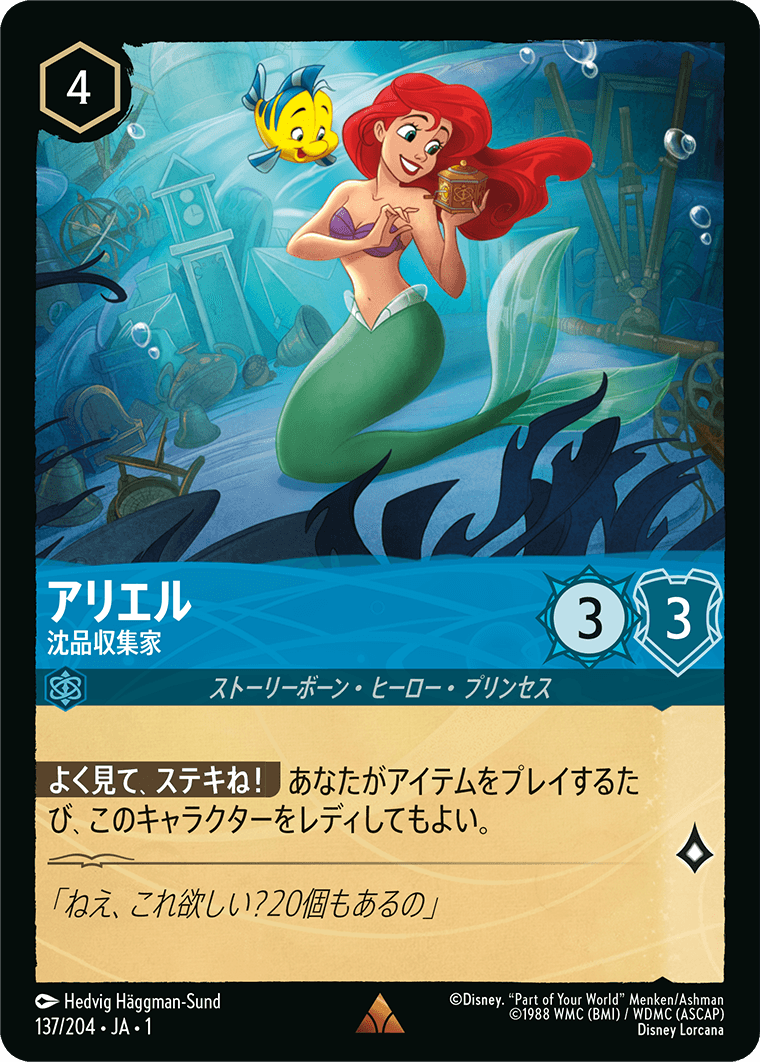 4
アリエル
沈品収集家
3
3
ストーリーボーン・ヒーロー・プリンセス
よく見て、ステキね! あなたがアイテムをプレイするた
び、このキャラクターをレディしてもよい。
「ねえ、これ欲しい?20個もあるの」
Hedvig Häggman-Sund
137/204・JA・1
©Disney. “Part of Your World” Menken/Ashman
©1988 WMC (BMI) / WDMC (ASCAP)
Disney Lorcana